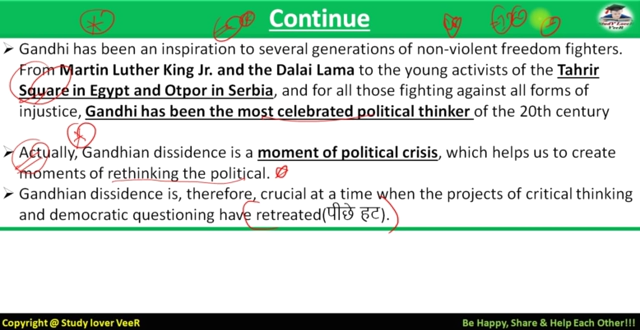 Continue
➢ Gandhi has been an inspiration to several generations of non-violent freedom fighters.
From Martin Luther King Jr. and the Dalai Lama to the young activists of the Tahrir
Square in Egypt and Otpor in Serbia, and for all those fighting against all forms of
injustice, Gandhi has been the most celebrated political thinker of the 20th century
➢ Actually, Gandhian dissidence is a moment of political crisis, which helps us to create
moments of rethinking the political.
➢ Gandhian dissidence is, therefore, crucial at a time when the projects of critical thinking
and democratic questioning have retreated(पीछे हट).
Copyright @ Study lover VeeR
Be Happy, Share & Help Each Other!!!